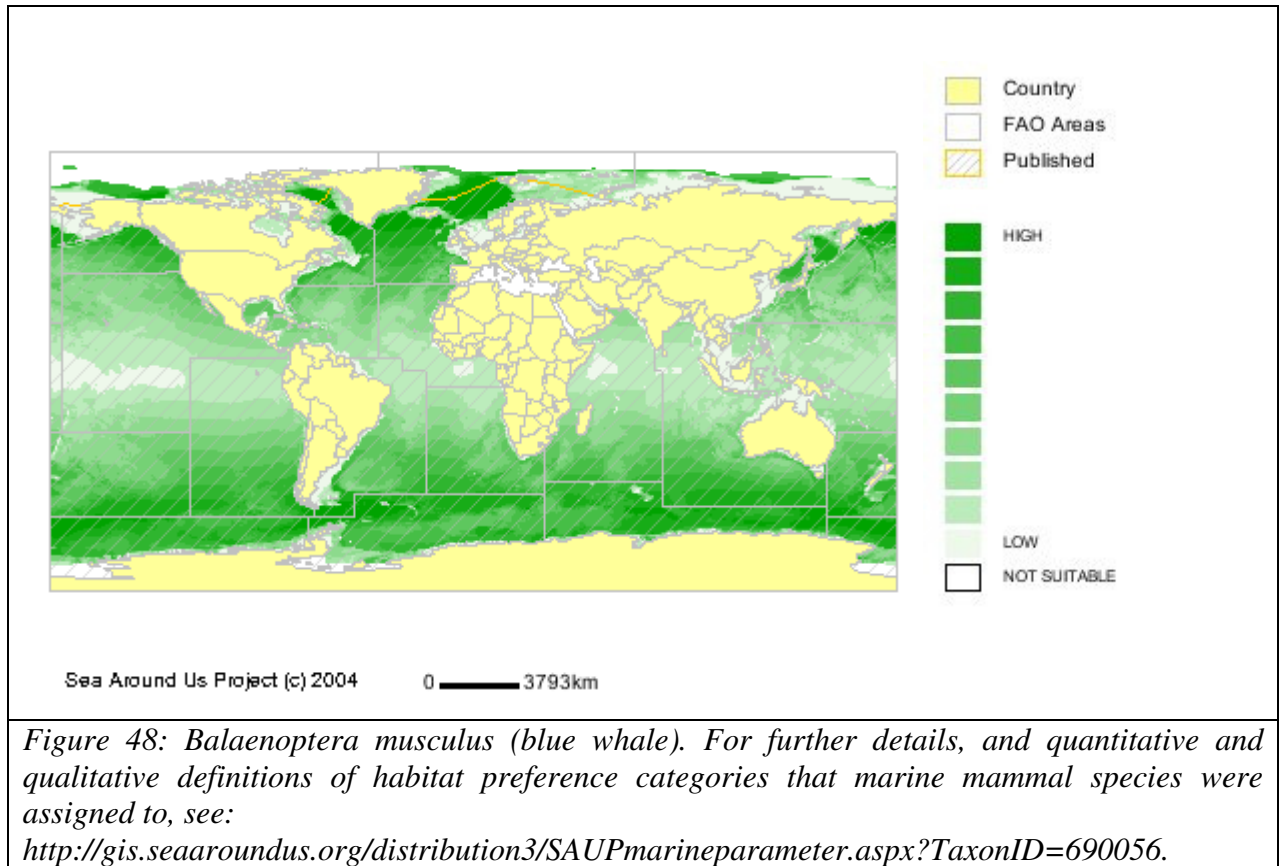 Country
FAO Areas
Published
HIGH
LOW
NOT SUITABLE
Sea Around Us Project (c) 2004 0 3793km
Figure 48: Balaenoptera musculus (blue whale). For further details, and quantitative and
qualitative definitions of habitat preference categories that marine mammal species were
assigned to, see:
http://gis.seaaroundus.org/distribution3/SAUPmarineparameter.aspx?TaxonID=690056.